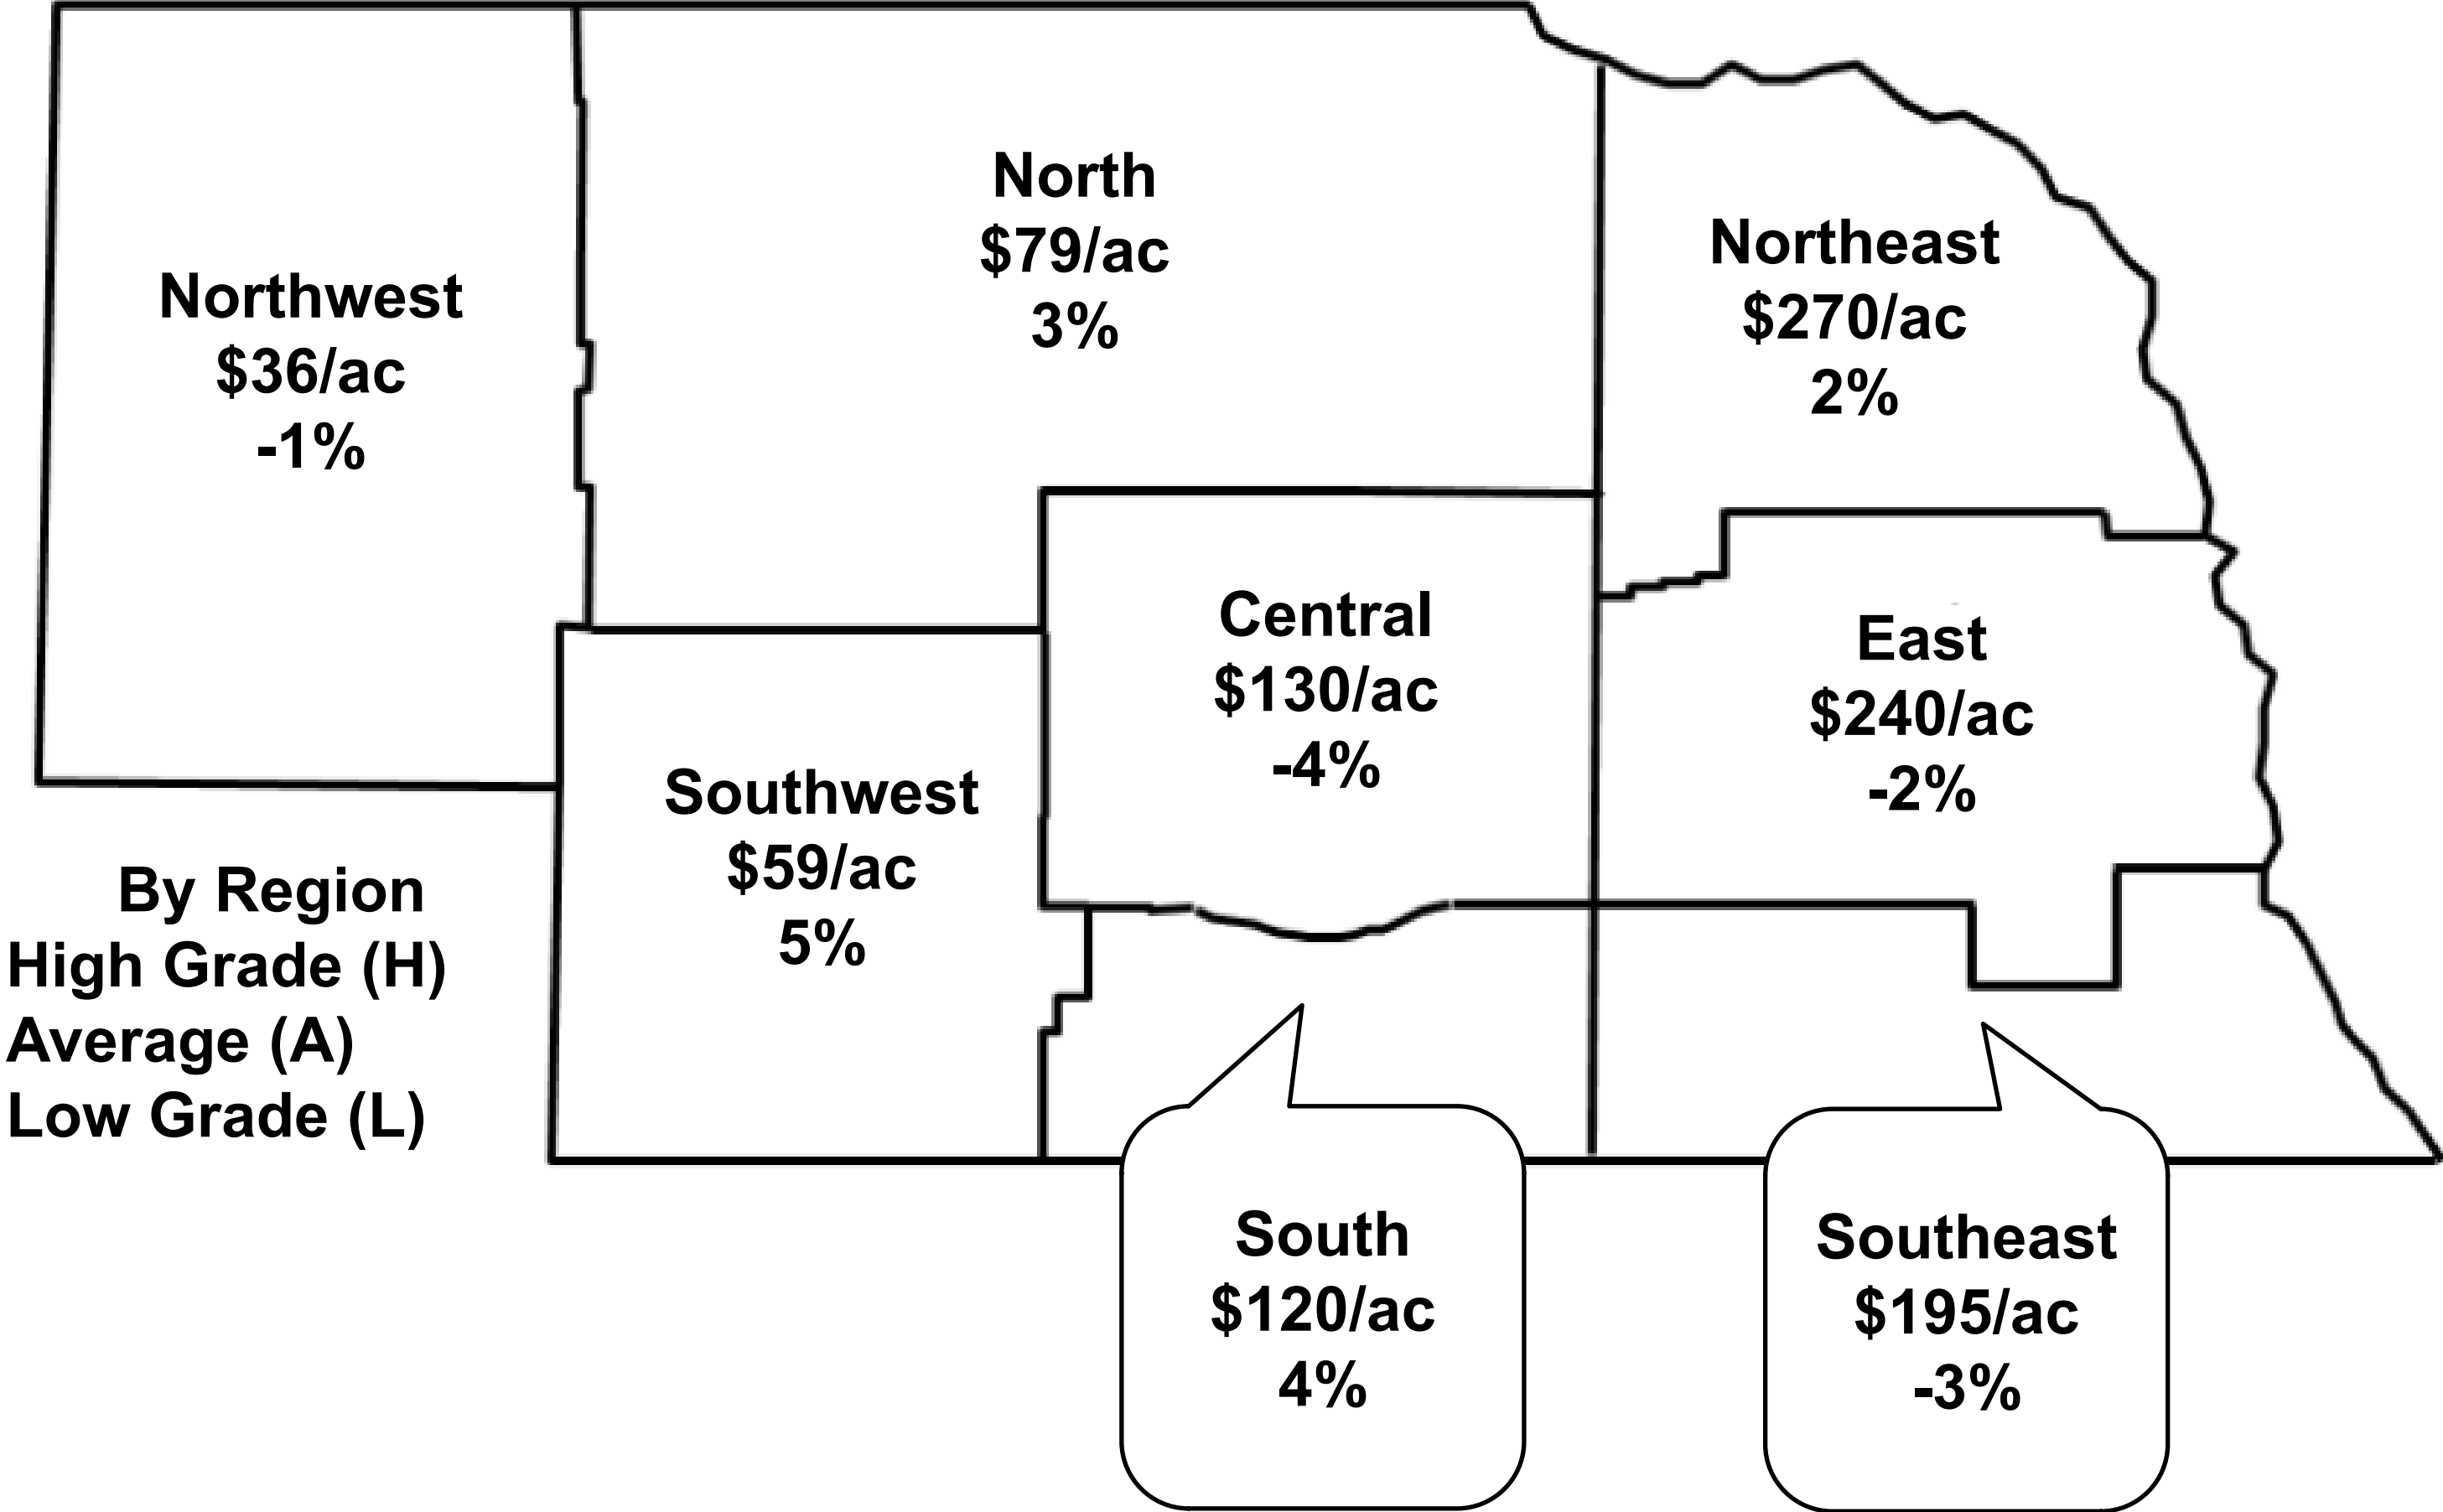 North
$79/ac
3%
Northeast
$270/ac
2%
Northwest
$36/ac
-1%
Central
$130/ac
-4%
East
$240/ac
-2%
Southwest
$59/ac
5%
By Region
High Grade (H)
Average (A)
Low Grade (L)
South
$120/ac
4%
Southeast
$195/ac
-3%